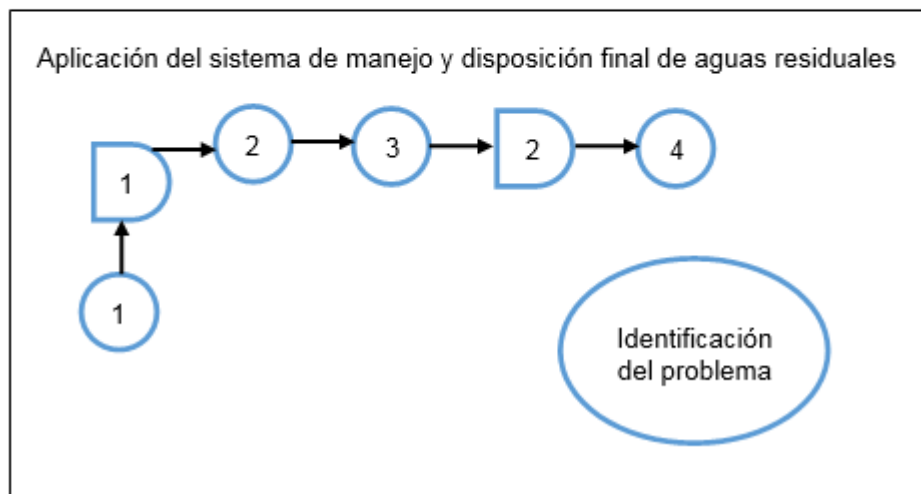 Aplicación del sistema de manejo y disposición final de aguas residuales
1
2
3
2
4
1
Identificación
del problema